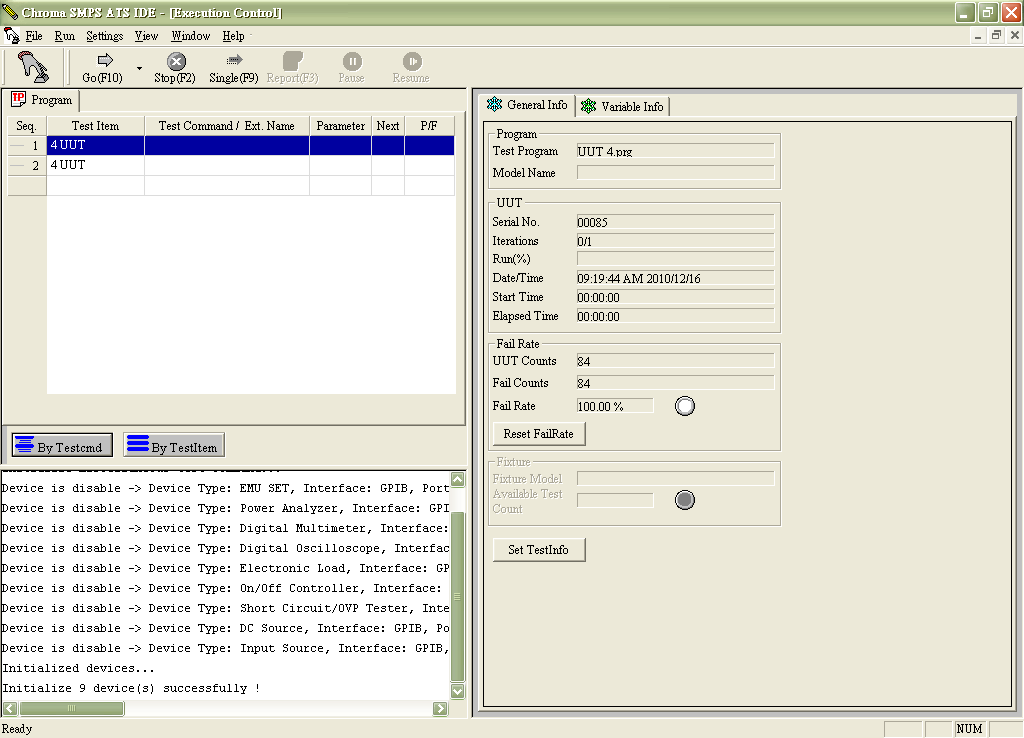 Chroma SMPS ATS IDE - [Execution Control]
File Run Settings View Window Help
Go(F10) Stop(F2) Single(F9) Report(F3) Pause Resume
TP Program
Seq. Test Item Test Command / Ext. Name Parameter Next P/F
1 4 UUT
2 4 UUT
By Testcmd By TestItem
Device is disable -> Device Type: EMU SET, Interface: GPIB, Port
Device is disable -> Device Type: Power Analyzer, Interface: GPI
Device is disable -> Device Type: Digital Multimeter, Interface:
Device is disable -> Device Type: Digital Oscilloscope, Interfac
Device is disable -> Device Type: Electronic Load, Interface: GP
Device is disable -> Device Type: On/Off Controller, Interface:
Device is disable -> Device Type: Short Circuit/OVP Tester, Inte
Device is disable -> Device Type: DC Source, Interface: GPIB, Po
Device is disable -> Device Type: Input Source, Interface: GPIB,
Initialized devices...
Initialize 9 device(s) successfully !
General Info Variable Info
Program
Test Program UUT 4.prg
Model Name
UUT
Serial No. 00085
Iterations 0/1
Run(%)
Date/Time 09:19:44 AM 2010/12/16
Start Time 00:00:00
Elapsed Time 00:00:00
Fail Rate
UUT Counts 84
Fail Counts 84
Fail Rate 100.00 %
Reset FailRate
Fixture
Fixture Model
Available Test
Count
Set TestInfo
Ready NUM